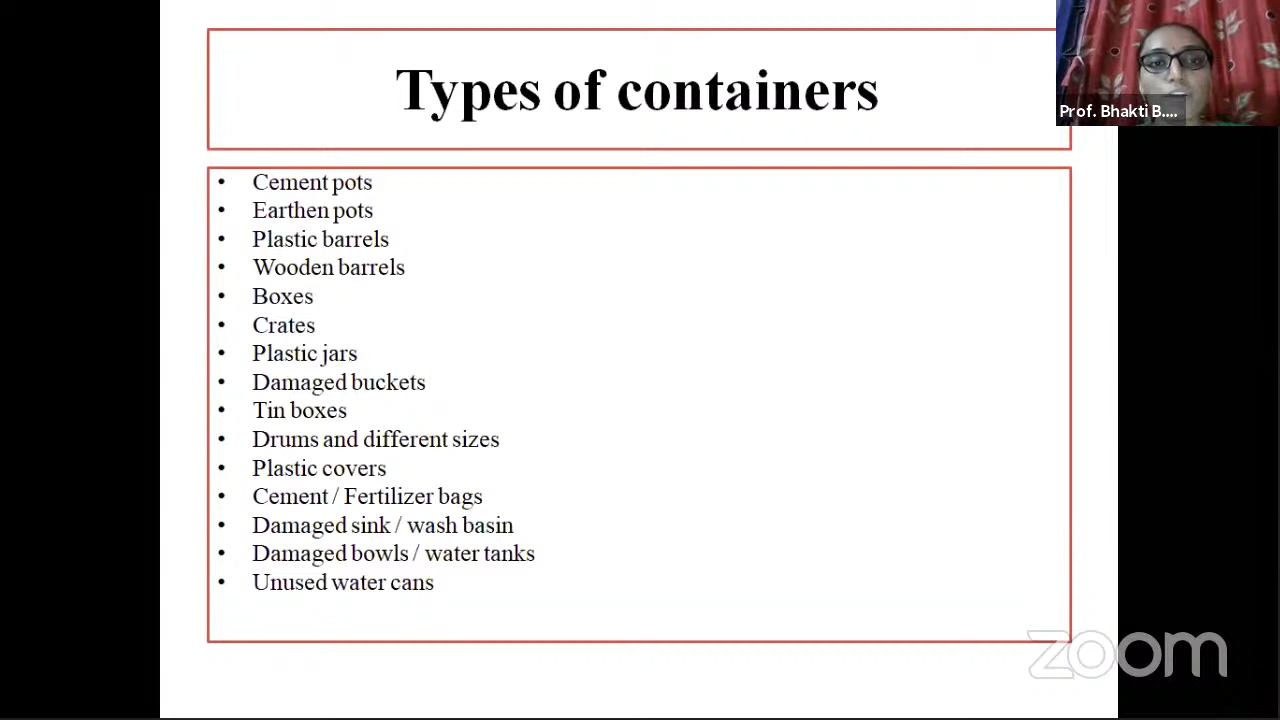 Types of containers
Prof. Bhakti B....
• Cement pots
• Earthen pots
• Plastic barrels
• Wooden barrels
• Boxes
• Crates
• Plastic jars
• Damaged buckets
• Tin boxes
• Drums and different sizes
• Plastic covers
• Cement / Fertilizer bags
• Damaged sink / wash basin
• Damaged bowls / water tanks
• Unused water cans
zoom